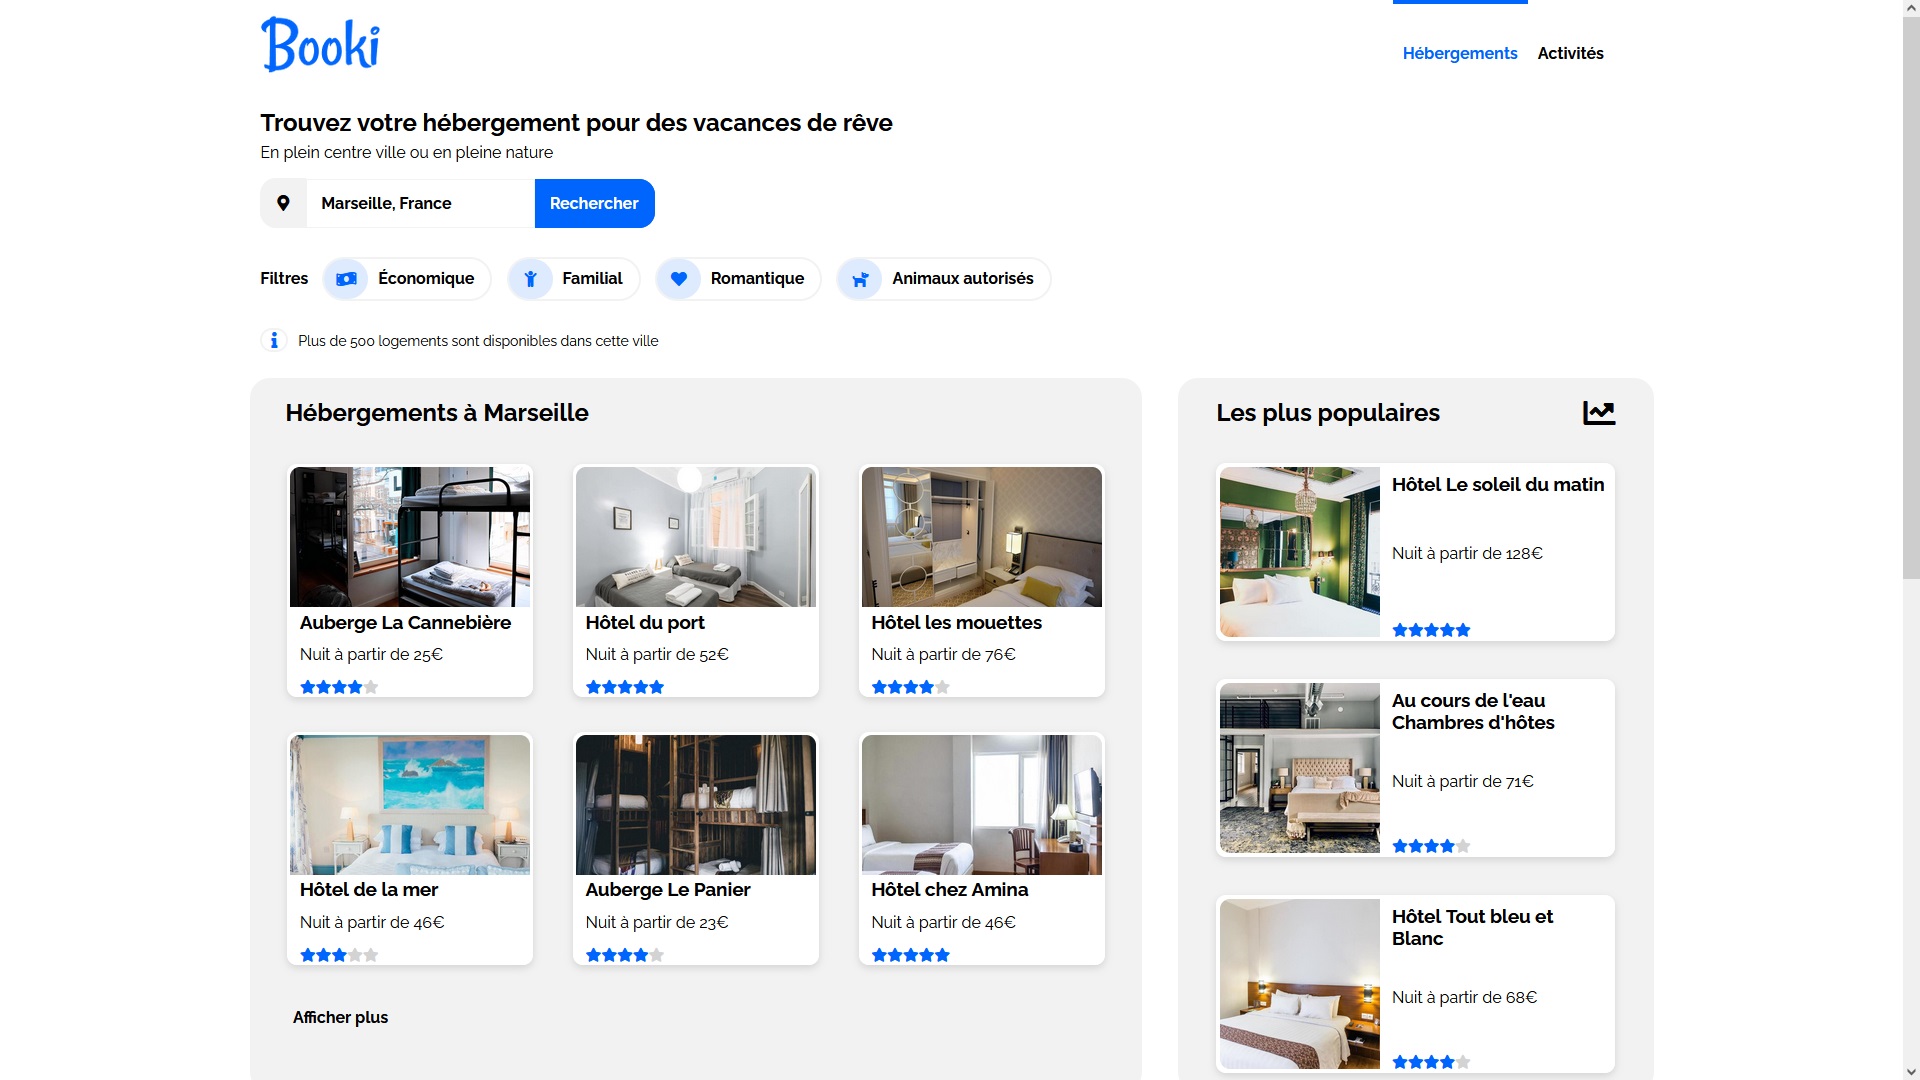 Booki
Hébergements
Activités
Trouvez votre hébergement pour des vacances de rêve
En plein centre ville ou en pleine nature
Marseille, France
Rechercher
Filtres
Économique
Familial
Romantique
Animaux autorisés
Plus de 500 logements sont disponibles dans cette ville
Hébergements à Marseille
Auberge La Cannebière
Nuit à partir de 25€
Hôtel du port
Nuit à partir de 52€
Hôtel les mouettes
Nuit à partir de 76€
Hôtel de la mer
Nuit à partir de 46€
Auberge Le Panier
Nuit à partir de 23€
Hôtel chez Amina
Nuit à partir de 46€
Afficher plus
Les plus populaires
Hôtel Le soleil du matin
Nuit à partir de 128€
Au cours de l'eau
Chambres d'hôtes
Nuit à partir de 71€
Hôtel Tout bleu et
Blanc
Nuit à partir de 68€